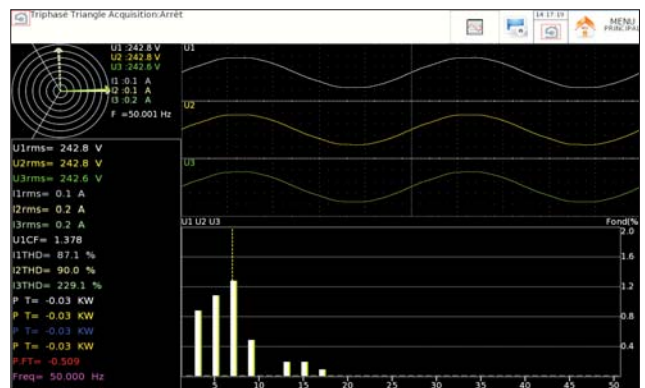 Triphasé Triangle Acquisition:Arrêt
14 17:19
MENU
PRINCIPAL
U1 :242.8 V
U2 :242.8 V
U3 :242.6 V
I1 :0.1 A
I2 :0.1 A
I3 :0.2 A
F =50.001 Hz
U1
U2
U3
U1rms= 242.8 V
U2rms= 242.8 V
U3rms= 242.6 V
I1rms= 0.1 A
I2rms= 0.2 A
I3rms= 0.2 A
U1CF= 1.378
I1THD= 87.1 %
I2THD= 90.0 %
I3THD= 229.1 %
P T= -0.03 KW
P T= -0.03 KW
P T= -0.03 KW
P T= -0.03 KW
P.FT= -0.509
Freq= 50.000 Hz
U1 U2 U3
Fond(%
2.0
1.6
1.2
0.8
0.4
5 10 15 20 25 30 35 40 45 50